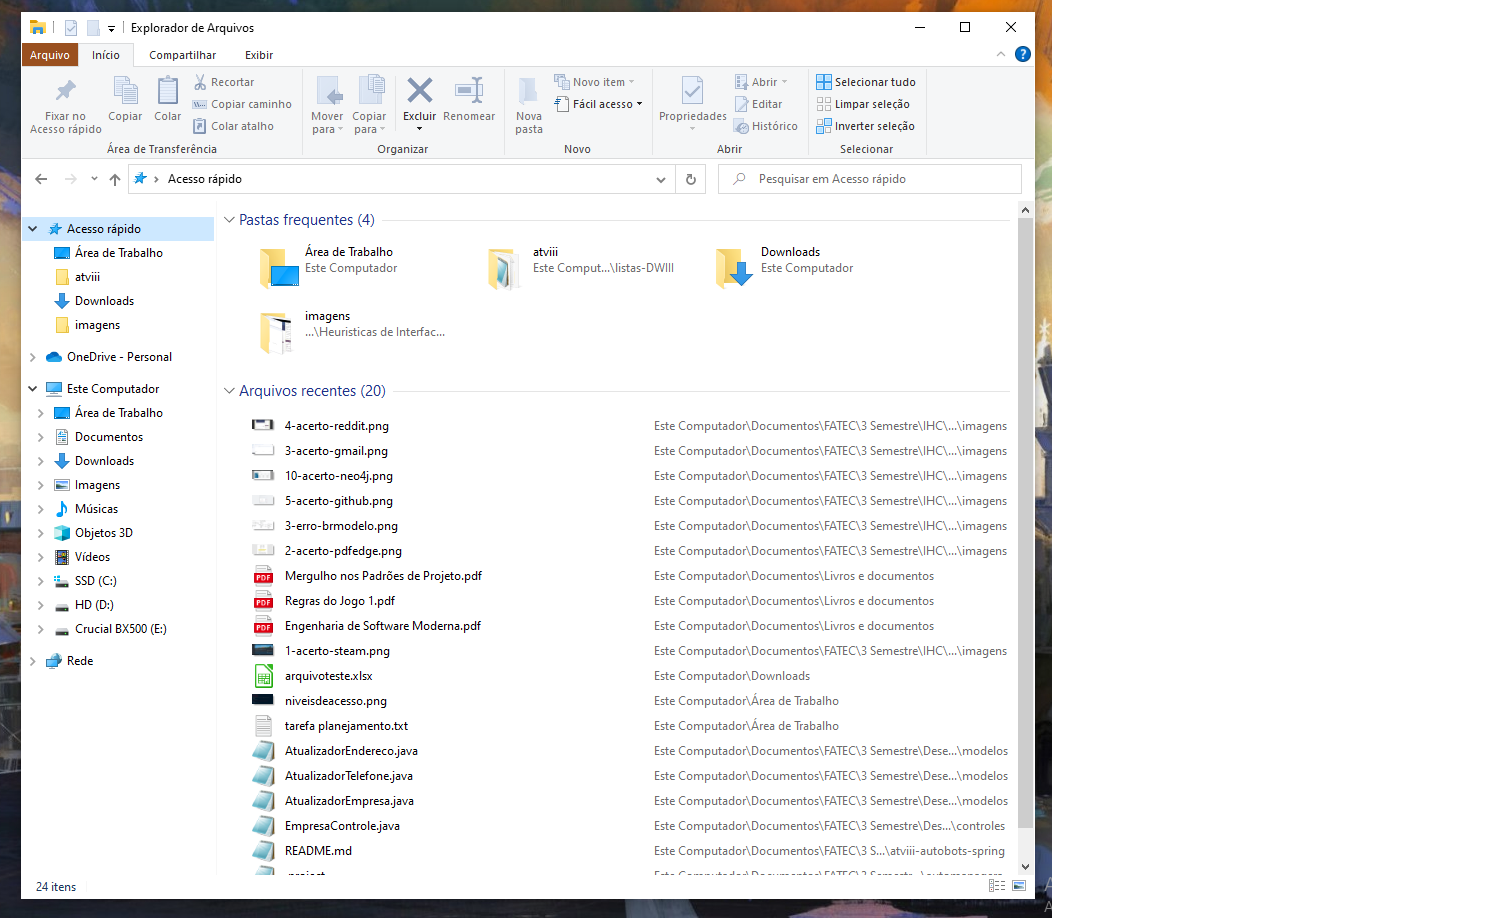 Explorador de Arquivos
Arquivo
Início
Compartilhar
Exibir
Fixar no
Acesso rápido
Copiar
Colar
Recortar
Copiar caminho
Colar atalho
Área de Transferência
Mover
para
Copiar
para
Excluir
Renomear
Organizar
Nova
pasta
Novo item
Fácil acesso
Novo
Propriedades
Abrir
Editar
Histórico
Abrir
Selecionar tudo
Limpar seleção
Inverter seleção
Selecionar
Acesso rápido
Pesquisar em Acesso rápido
Acesso rápido
Área de Trabalho
atviii
Downloads
imagens
OneDrive - Personal
Este Computador
Área de Trabalho
Documentos
Downloads
Imagens
Músicas
Objetos 3D
Vídeos
SSD (C:)
HD (D:)
Crucial BX500 (E:)
Rede
Pastas frequentes (4)
Área de Trabalho
Este Computador
atviii
Este Comput...\listas-DWIII
Downloads
Este Computador
imagens
...\Heuristicas de Interfac...
Arquivos recentes (20)
4-acerto-reddit.png Este Computador\Documentos\FATEC\3 Semestre\IHC\...\imagens
3-acerto-gmail.png Este Computador\Documentos\FATEC\3 Semestre\IHC\...\imagens
10-acerto-neo4j.png Este Computador\Documentos\FATEC\3 Semestre\IHC\...\imagens
5-acerto-github.png Este Computador\Documentos\FATEC\3 Semestre\IHC\...\imagens
3-erro-brmodelo.png Este Computador\Documentos\FATEC\3 Semestre\IHC\...\imagens
2-acerto-pdfedge.png Este Computador\Documentos\FATEC\3 Semestre\IHC\...\imagens
PDF Mergulho nos Padrões de Projeto.pdf Este Computador\Documentos\Livros e documentos
PDF Regras do Jogo 1.pdf Este Computador\Documentos\Livros e documentos
PDF Engenharia de Software Moderna.pdf Este Computador\Documentos\Livros e documentos
1-acerto-steam.png Este Computador\Documentos\FATEC\3 Semestre\IHC\...\imagens
arquivoteste.xlsx Este Computador\Downloads
niveisdeacesso.png Este Computador\Área de Trabalho
tarefa planejamento.txt Este Computador\Área de Trabalho
AtualizadorEndereco.java Este Computador\Documentos\FATEC\3 Semestre\Dese...\modelos
AtualizadorTelefone.java Este Computador\Documentos\FATEC\3 Semestre\Dese...\modelos
AtualizadorEmpresa.java Este Computador\Documentos\FATEC\3 Semestre\Dese...\modelos
EmpresaControle.java Este Computador\Documentos\FATEC\3 Semestre\Des...\controles
README.md Este Computador\Documentos\FATEC\3 S...\atviii-autobots-spring
24 itens